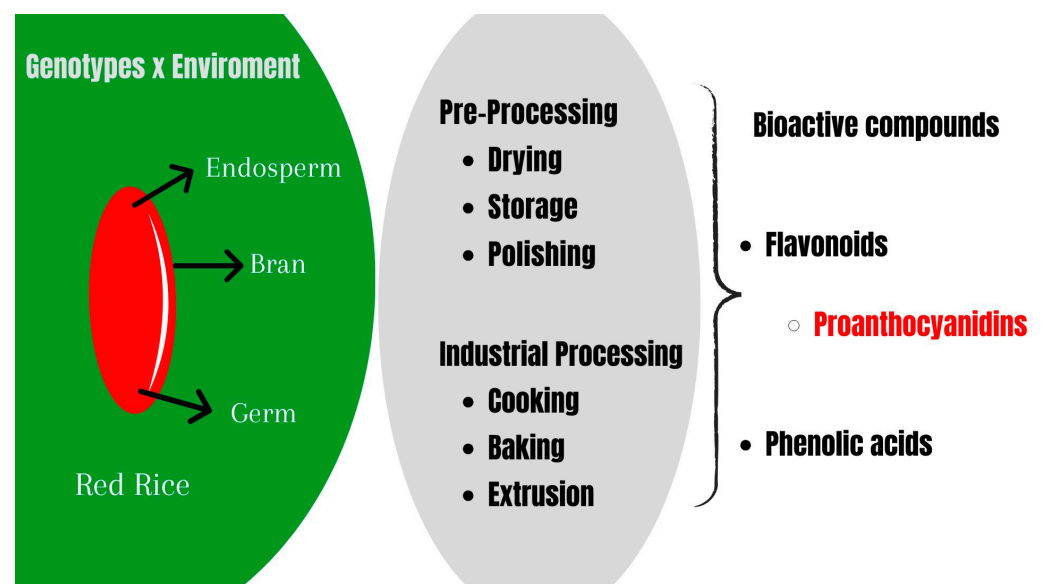 Genotypes x Enviroment
Endosperm
Bran
Germ
Red Rice
Pre-Processing
• Drying
• Storage
• Polishing
Industrial Processing
• Cooking
• Baking
• Extrusion
Bioactive compounds
• Flavonoids
○ Proanthocyanidins
• Phenolic acids